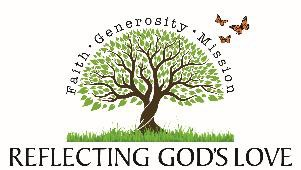 Faith · Generosity · Mission
REFLECTING GOD'S LOVE